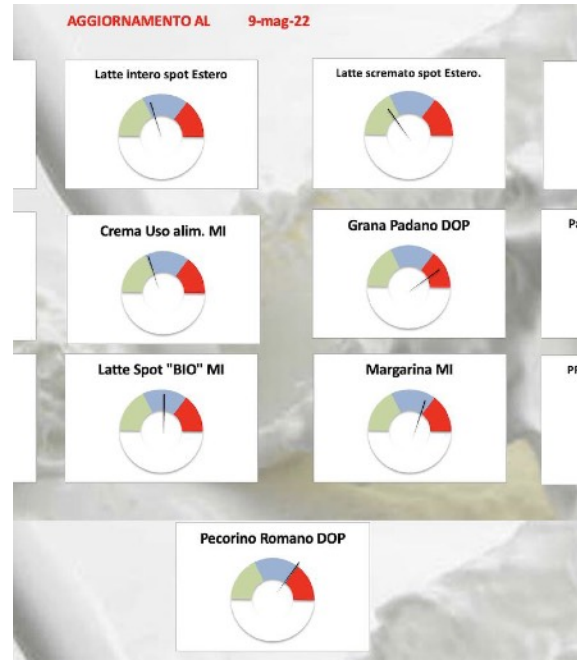 AGGIORNAMENTO AL 9-mag-22
Latte intero spot Estero
Latte scremato spot Estero.
Crema Uso alim. MI
Grana Padano DOP
Latte Spot "BIO" MI
Margarina MI
Pecorino Romano DOP